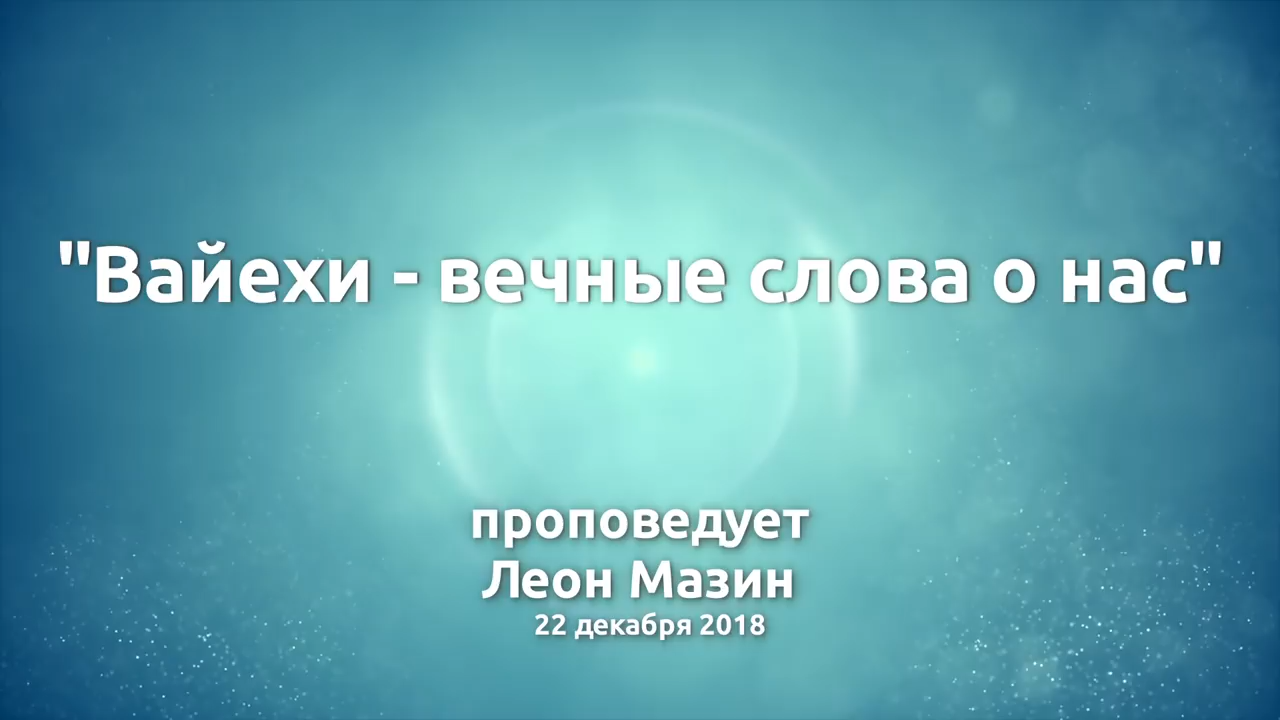 "Вайехи - вечные слова о нас"
проповедует
Леон Мазин
22 декабря 2018